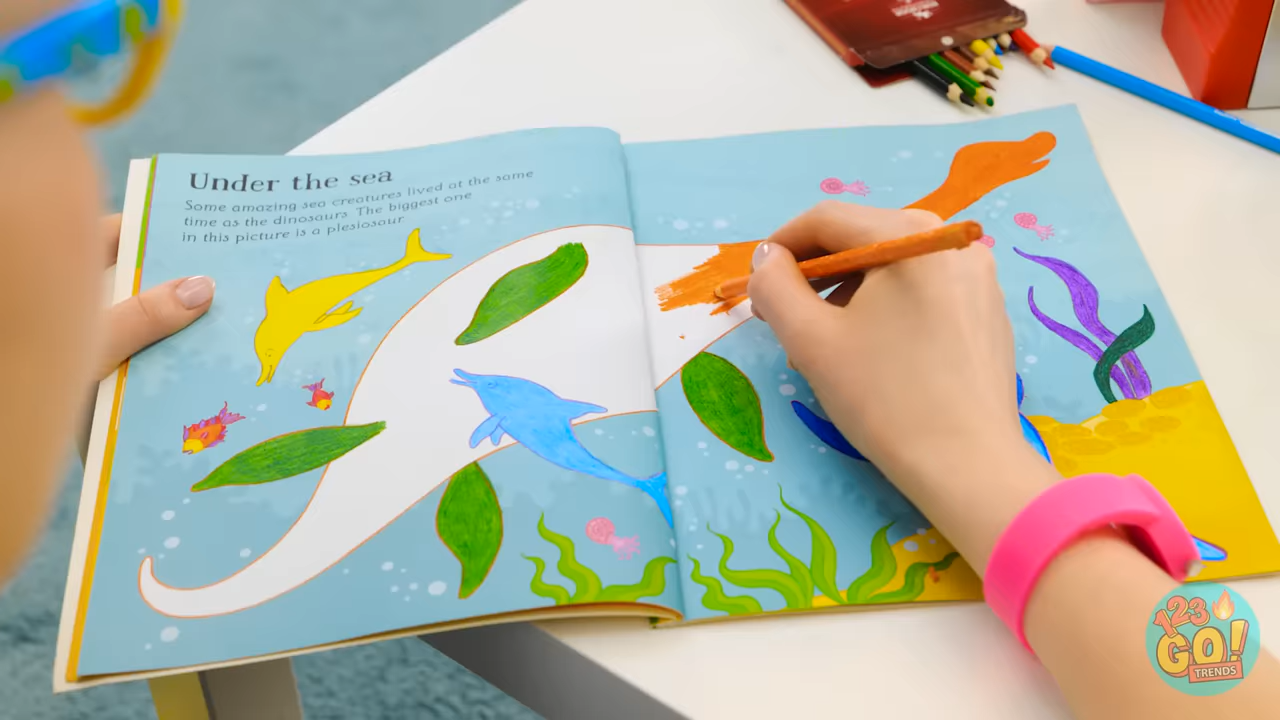 Under the sea
Some amazing sea creatures lived at the same
time as the dinosaurs. The biggest one
in this picture is a plesiosaur.
123
GO!
TRENDS